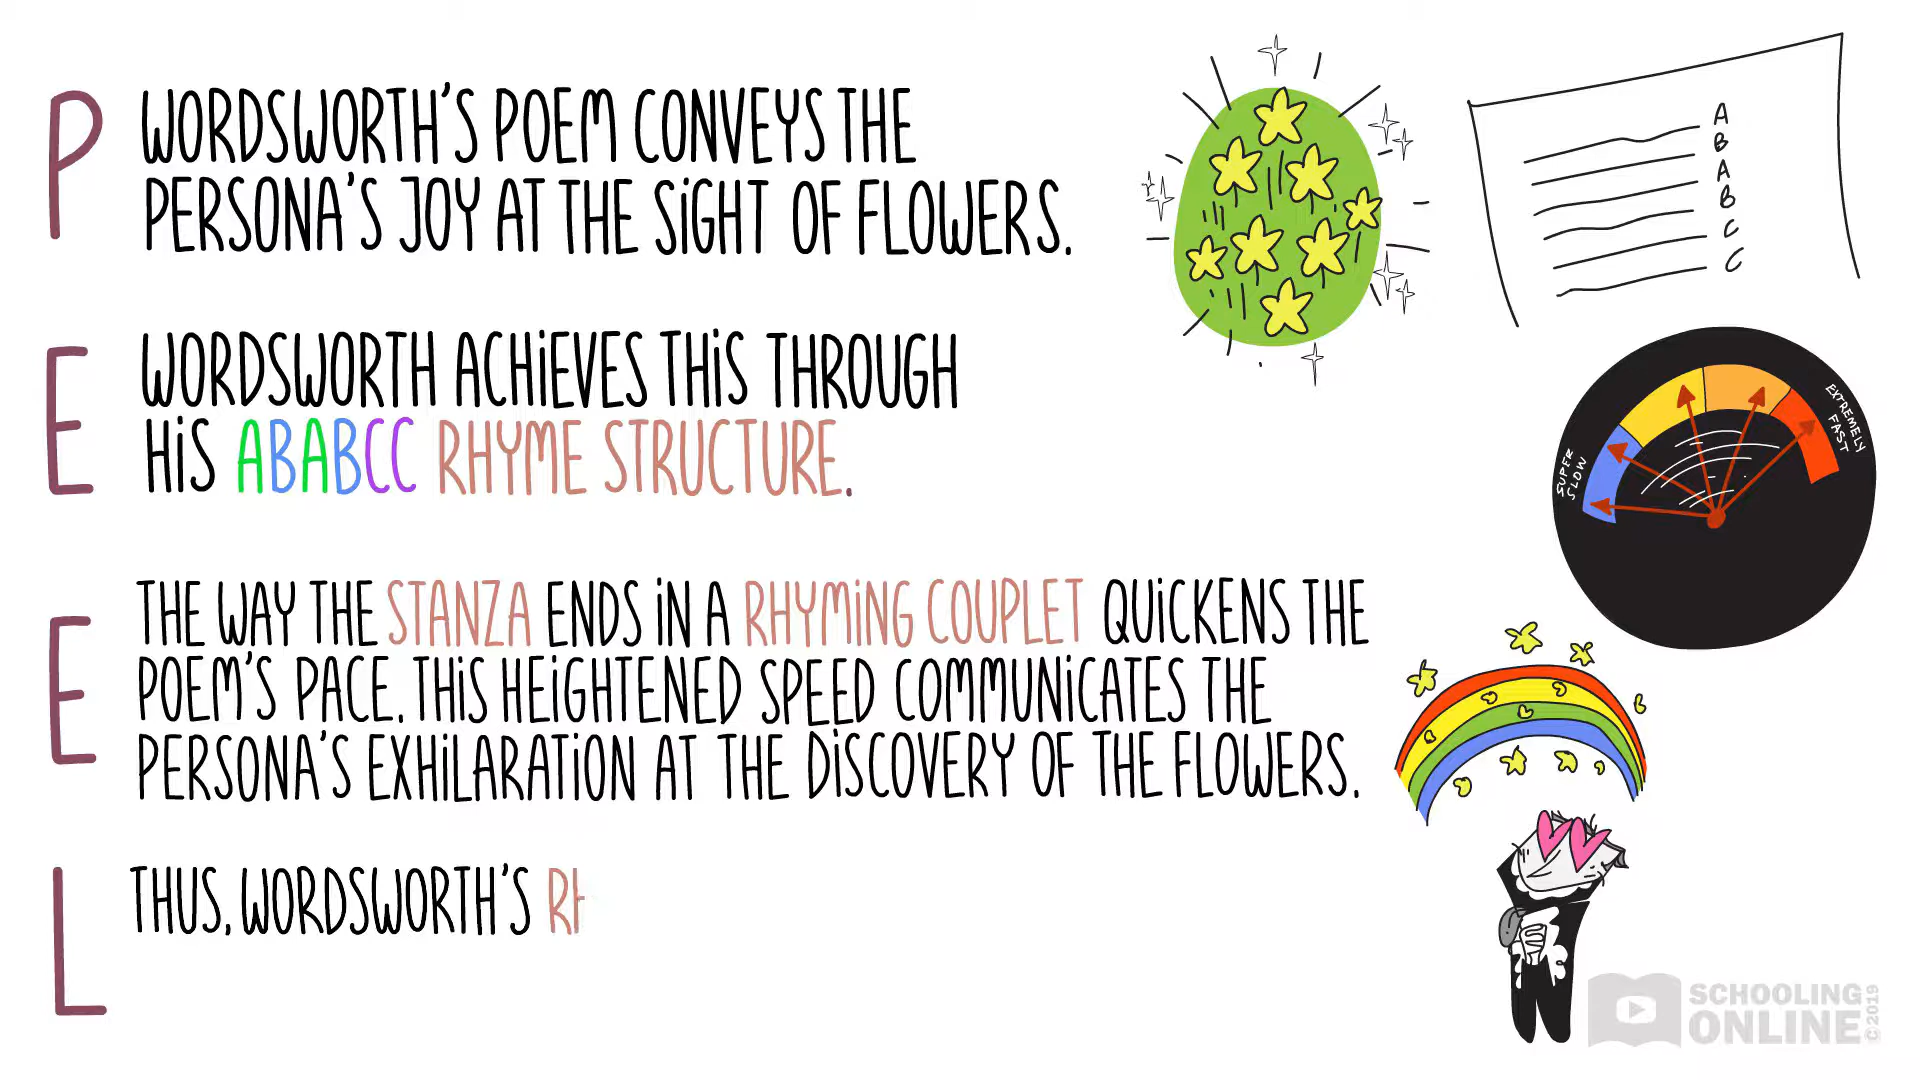 P
WORDSWORTH'S POEM CONVEYS THE
PERSONA'S JOY AT THE SIGHT OF FLOWERS.
A
B
A
B
C
C
E
WORDSWORTH ACHIEVES THIS THROUGH
HIS ABABCC RHYME STRUCTURE.
SUPER
SLOW
EXTREMELY
FAST
E
THE WAY THE STANZA ENDS IN A RHYMING COUPLET QUICKENS THE
POEM'S PACE. THIS HEIGHTENED SPEED COMMUNICATES THE
PERSONA'S EXHILARATION AT THE DISCOVERY OF THE FLOWERS.
L
THUS, WORDSWORTH'S
SCHOOLING
ONLINE
©2019